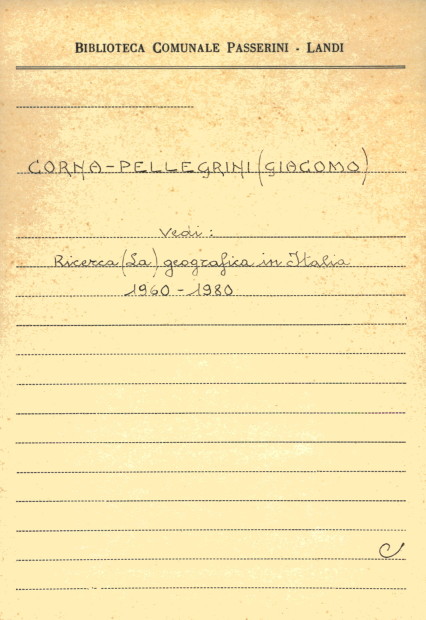 BIBLIOTECA COMUNALE PASSERINI - LANDI
CORNA-PELLEGRINI (GIACOMO)
Vedi:
Ricerca (La) geografica in Italia
1960 - 1980
C